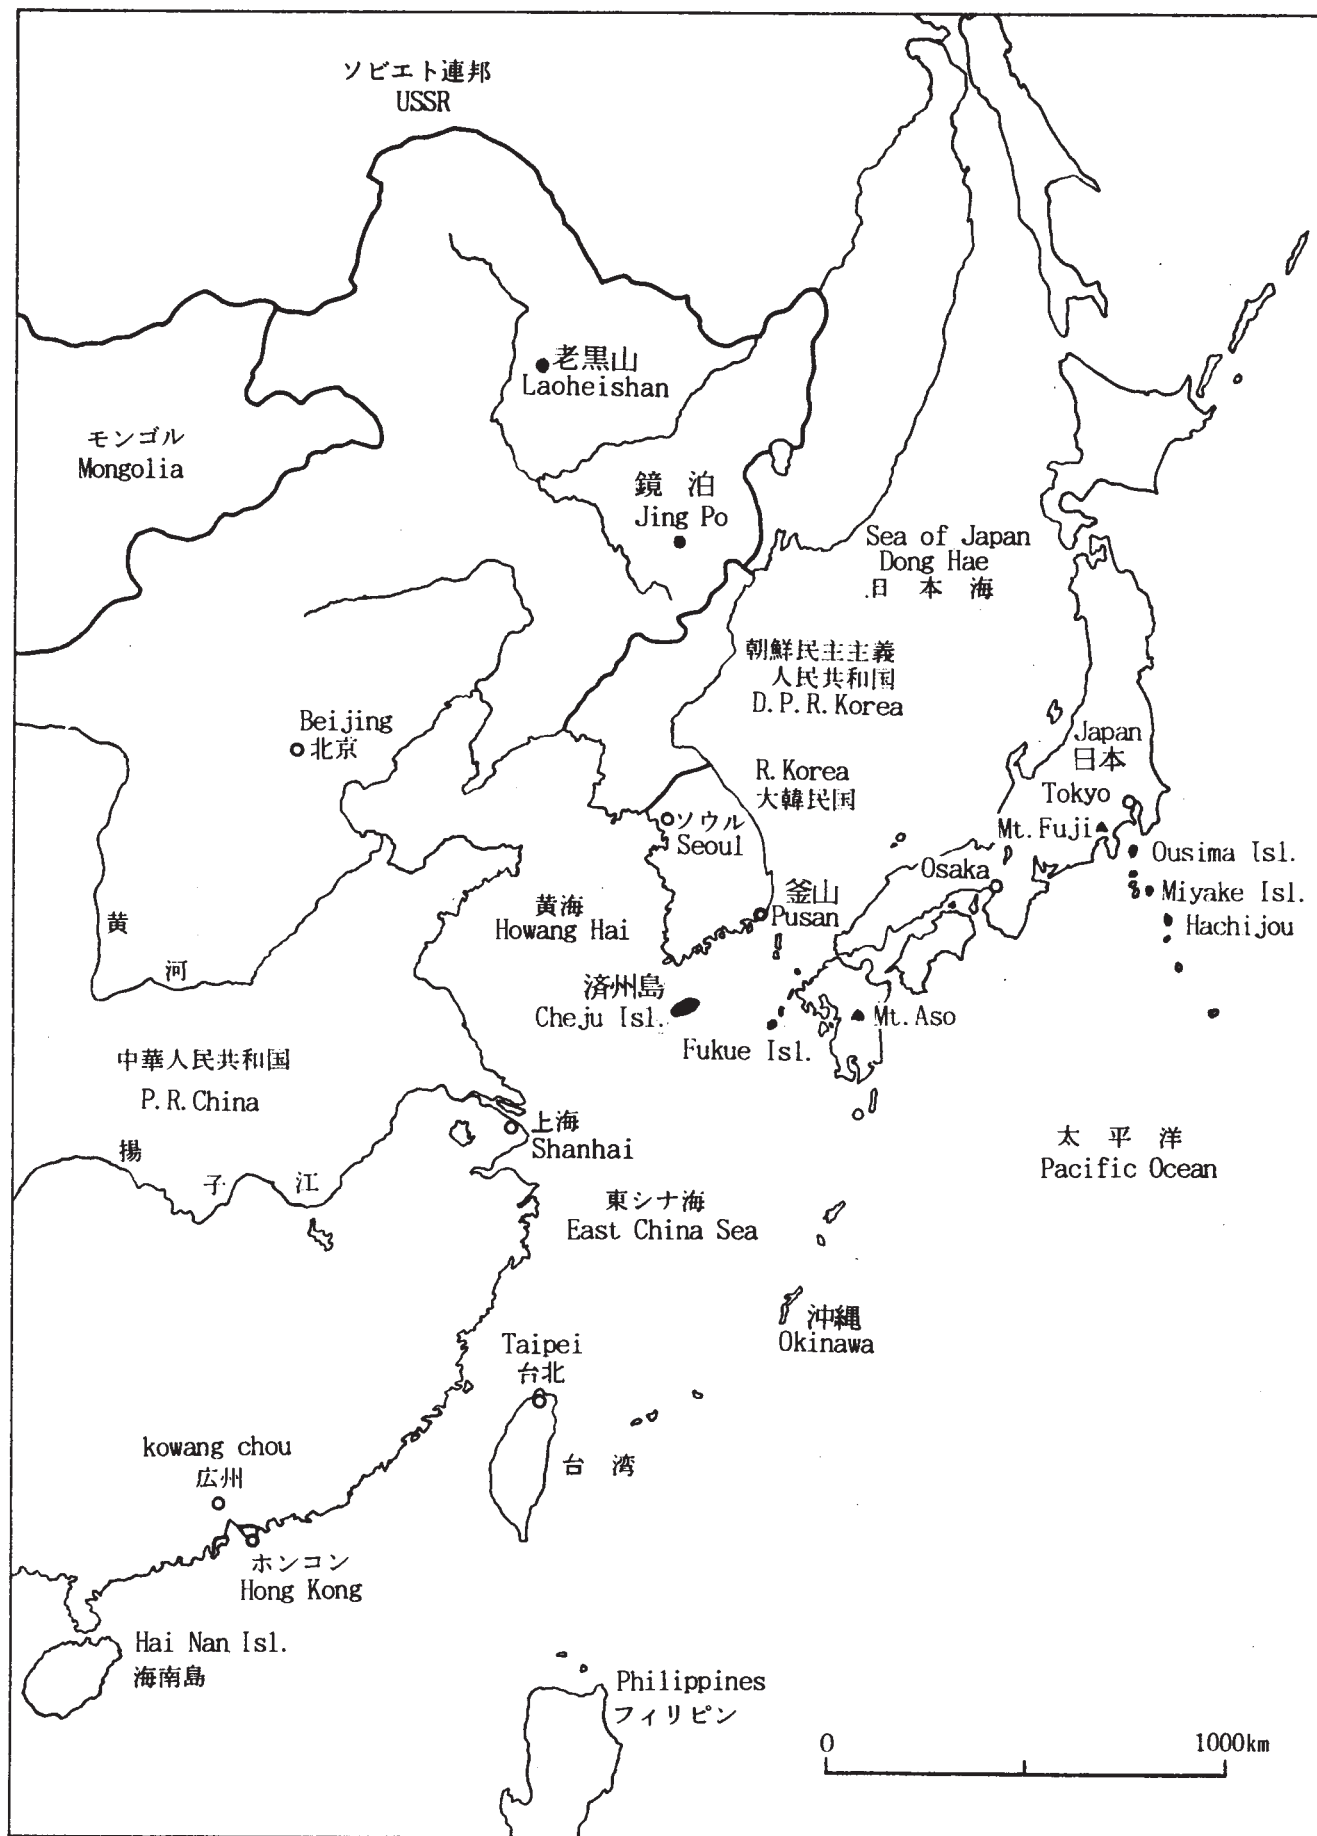 ソビエト連邦
USSR
老黒山
Laoheishan
モンゴル
Mongolia
鏡 泊
Jing Po
Sea of Japan
Dong Hae
日 本 海
朝鮮民主主義
人民共和国
D.P.R.Korea
Beijing
北京
R.Korea
大韓民国
ソウル
Seoul
Japan
日本
Tokyo
Mt.Fuji
Ousima Isl.
Osaka
Miyake Isl.
Hachijou
釜山
Pusan
黄海
Howang Hai
黄
河
済州島
Cheju Isl.
Mt.Aso
Fukue Isl.
中華人民共和国
P.R.China
上海
Shanhai
揚
子
江
太 平 洋
Pacific Ocean
東シナ海
East China Sea
沖縄
Okinawa
Taipei
台北
台 湾
kowang chou
広州
ホンコン
Hong Kong
Hai Nan Isl.
海南島
Philippines
フィリピン
0
1000km